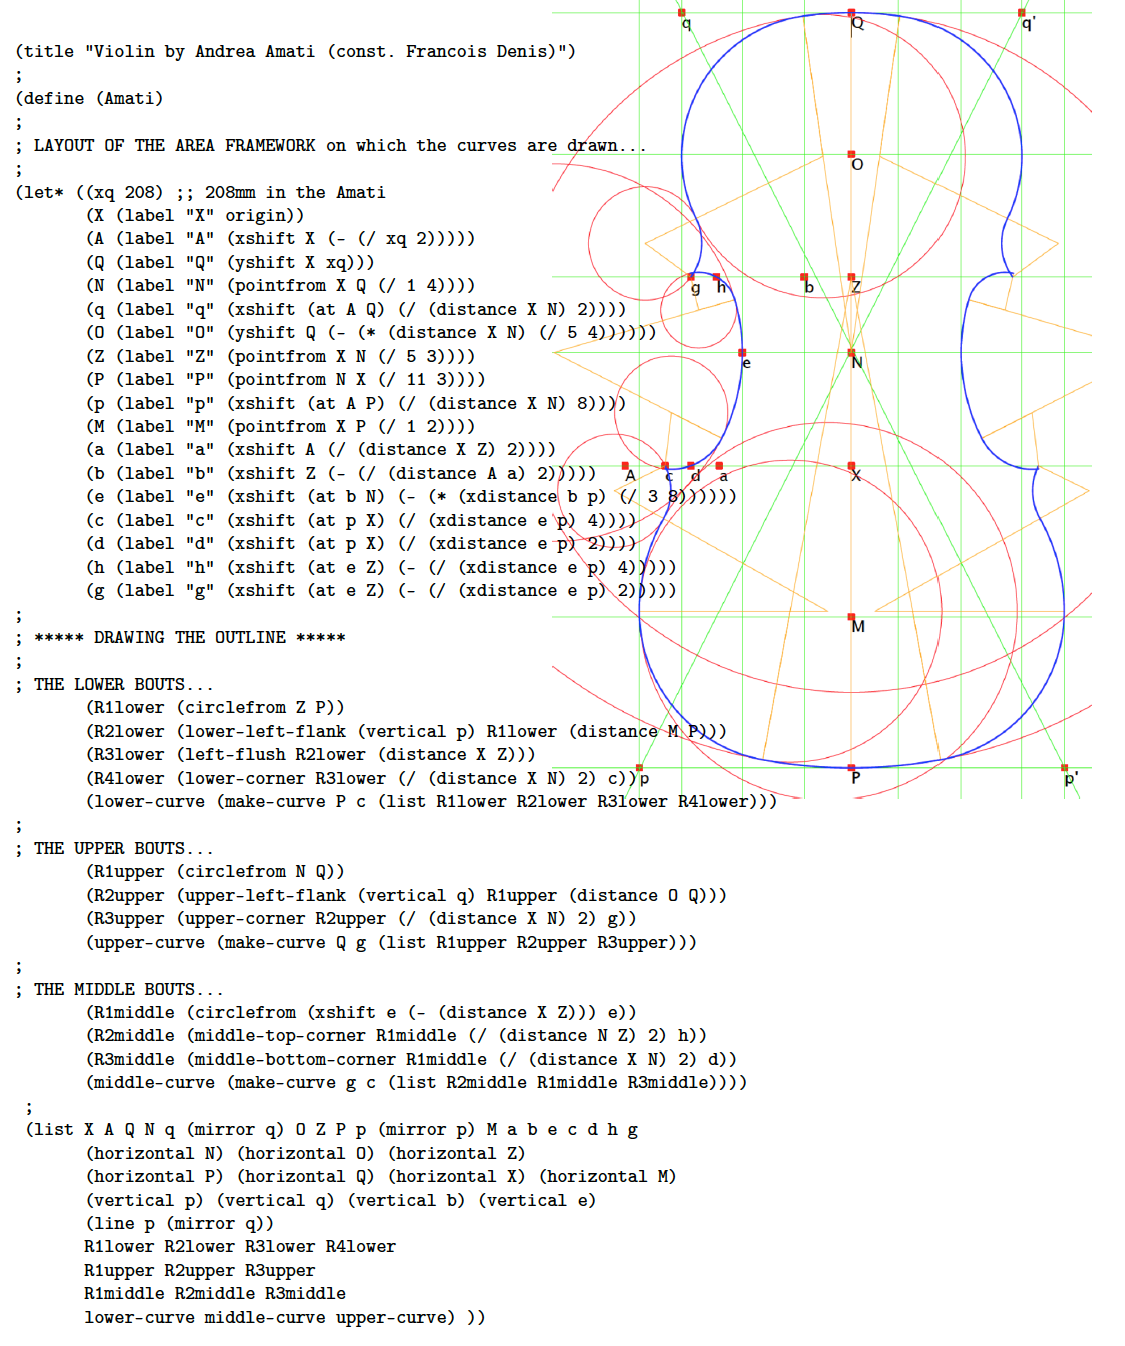 (title "Violin by Andrea Amati (const. Francois Denis)")
;
(define (Amati)
;
; LAYOUT OF THE AREA FRAMEWORK on which the curves are drawn...
;
(let* ((xq 208) ;; 208mm in the Amati
(X (label "X" origin))
(A (label "A" (xshift X (- (/ xq 2)))))
(Q (label "Q" (yshift X xq)))
(N (label "N" (pointfrom X Q (/ 1 4))))
(q (label "q" (xshift (at A Q) (/ (distance X N) 2))))
(O (label "O" (yshift Q (- (* (distance X N) (/ 5 4))))))
(Z (label "Z" (pointfrom X N (/ 5 3))))
(P (label "P" (pointfrom N X (/ 11 3))))
(p (label "p" (xshift (at A P) (/ (distance X N) 8))))
(M (label "M" (pointfrom X P (/ 1 2))))
(a (label "a" (xshift A (/ (distance X Z) 2))))
(b (label "b" (xshift Z (- (/ (distance A a) 2)))))
(e (label "e" (xshift (at b N) (- (* (xdistance b p) (/ 3 8))))))
(c (label "c" (xshift (at p X) (/ (xdistance e p) 4))))
(d (label "d" (xshift (at p X) (/ (xdistance e p) 2))))
(h (label "h" (xshift (at e Z) (- (/ (xdistance e p) 4)))))
(g (label "g" (xshift (at e Z) (- (/ (xdistance e p) 2)))))
;
; ***** DRAWING THE OUTLINE *****
;
; THE LOWER BOUTS...
(R1lower (circlefrom Z P))
(R2lower (lower-left-flank (vertical p) R1lower (distance M P)))
(R3lower (left-flush R2lower (distance X Z)))
(R4lower (lower-corner R3lower (/ (distance X N) 2) c))
(lower-curve (make-curve P c (list R1lower R2lower R3lower R4lower)))
;
; THE UPPER BOUTS...
(R1upper (circlefrom N Q))
(R2upper (upper-left-flank (vertical q) R1upper (distance O Q)))
(R3upper (upper-corner R2upper (/ (distance X N) 2) g))
(upper-curve (make-curve Q g (list R1upper R2upper R3upper)))
;
; THE MIDDLE BOUTS...
(R1middle (circlefrom (xshift e (- (distance X Z))) e))
(R2middle (middle-top-corner R1middle (/ (distance N Z) 2) h))
(R3middle (middle-bottom-corner R1middle (/ (distance X N) 2) d))
(middle-curve (make-curve g c (list R2middle R1middle R3middle))))
;
(list X A Q N q (mirror q) O Z P p (mirror p) M a b e c d h g
(horizontal N) (horizontal O) (horizontal Z)
(horizontal P) (horizontal Q) (horizontal X) (horizontal M)
(vertical p) (vertical q) (vertical b) (vertical e)
(line p (mirror q))
R1lower R2lower R3lower R4lower
R1upper R2upper R3upper
R1middle R2middle R3middle
lower-curve middle-curve upper-curve) ))
q Q q'
O
g h b Z
e N
A c d a X
M
p P p'